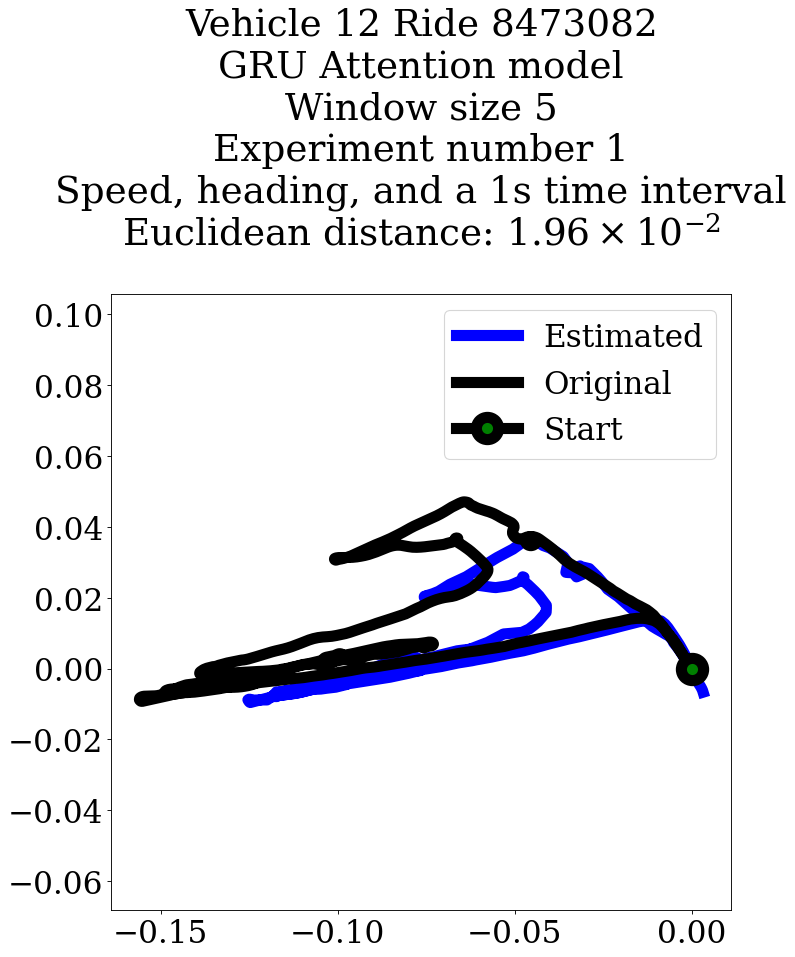 Vehicle 12 Ride 8473082
GRU Attention model
Window size 5
Experiment number 1
Speed, heading, and a 1s time interval
Euclidean distance: 1.96 × 10⁻²
Estimated
Original
Start
0.10
0.08
0.06
0.04
0.02
0.00
−0.02
−0.04
−0.06
−0.15 −0.10 −0.05 0.00